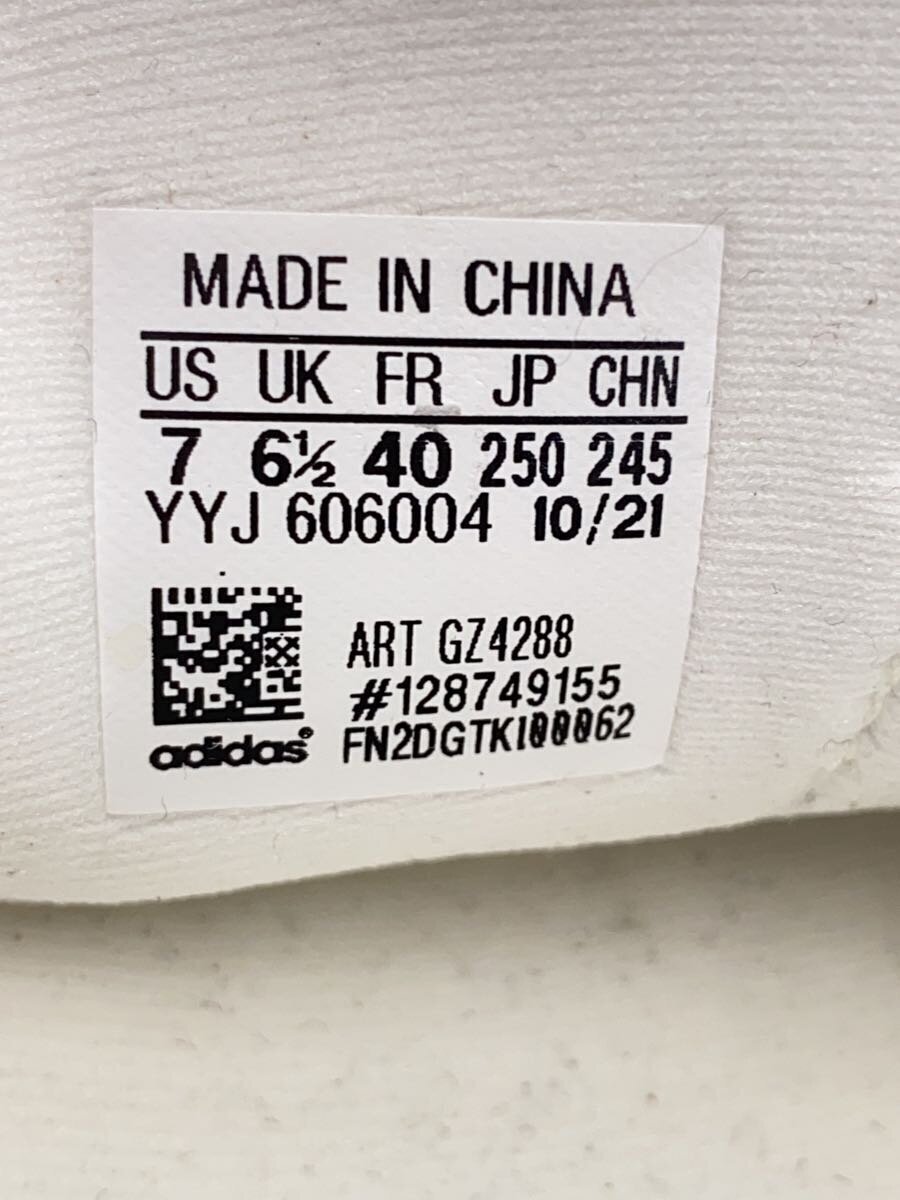 MADE IN CHINA
US UK FR JP CHN
7 6½ 40 250 245
YYJ 606004 10/21
ART GZ4288
#128749155
FN2DGTKI00062
adidas®